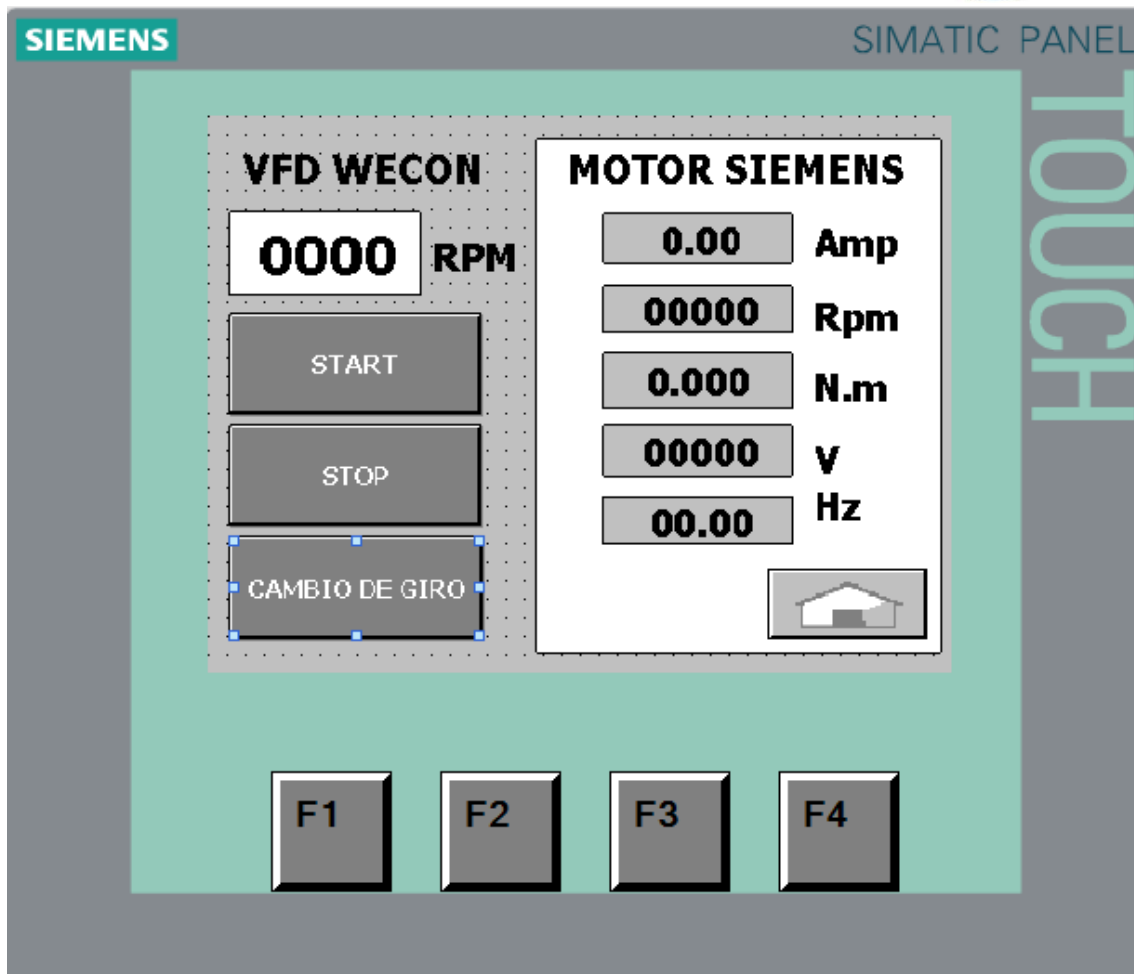 SIEMENS
SIMATIC PANEL
TOUCH
VFD WECON
0000 RPM
START
STOP
CAMBIO DE GIRO
MOTOR SIEMENS
0.00 Amp
00000 Rpm
0.000 N.m
00000 V
00.00 Hz
F1 F2 F3 F4